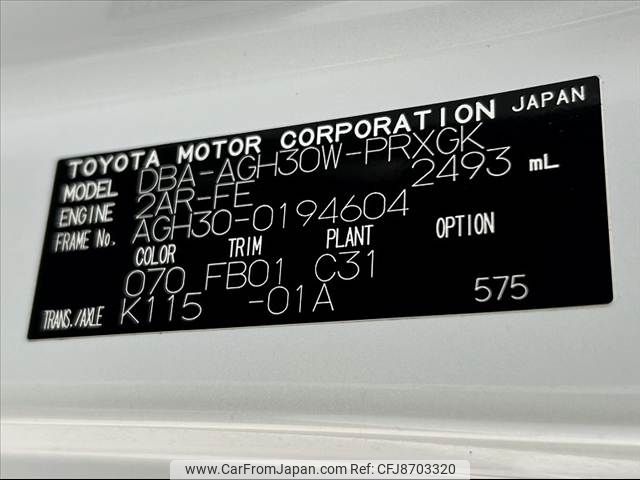 TOYOTA MOTOR CORPORATION JAPAN
MODEL DBA-AGH30W-PRXGK
ENGINE 2AR-FE 2493 mL
FRAME No. AGH30-0194604
COLOR TRIM PLANT OPTION
070 FB01 C31
TRANS./AXLE K115 -01A 575
www.CarFromJapan.com - CFJ8703320